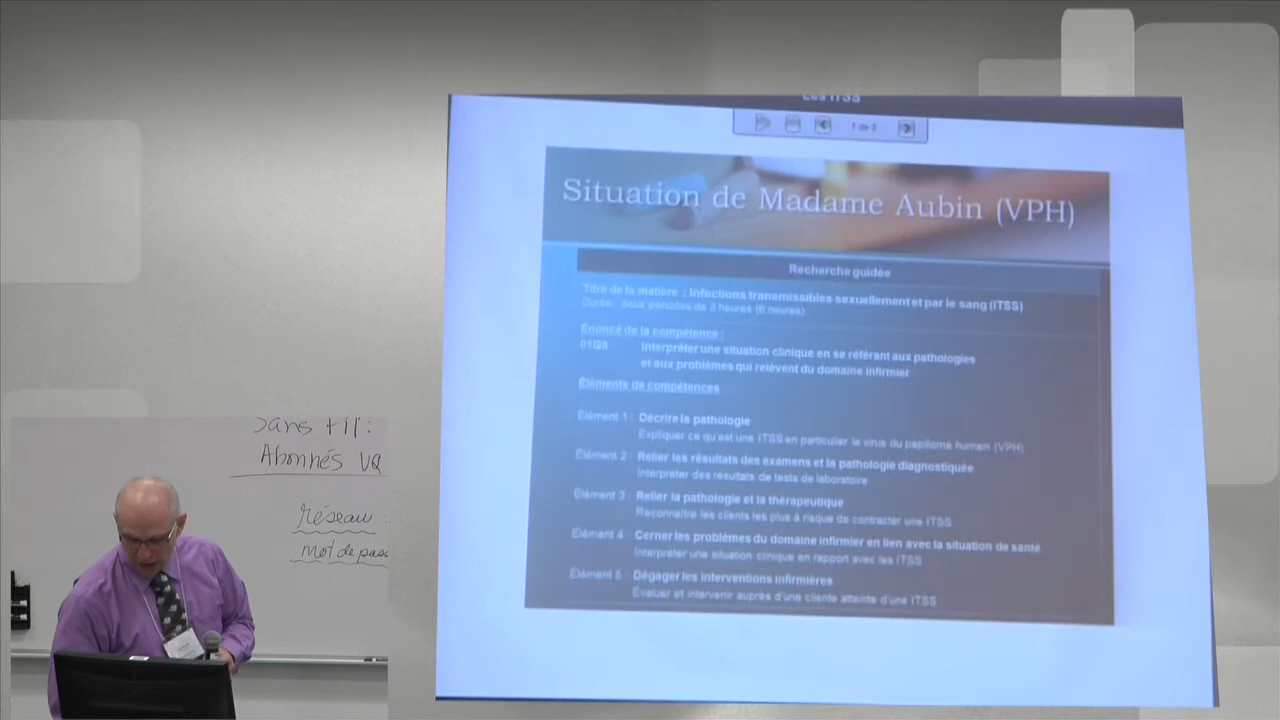 Les ITSS
1 de 3
Situation de Madame Aubin (VPH)
Recherche guidée
Titre de la matière : Infections transmissibles sexuellement et par le sang (ITSS)
Durée : deux périodes de 3 heures (6 heures)
Énoncé de la compétence :
01Q8 Interpréter une situation clinique en se référant aux pathologies
et aux problèmes qui relèvent du domaine infirmier
Éléments de compétences
Élément 1 : Décrire la pathologie
Expliquer ce qu'est une ITSS en particulier le virus du papilome humain (VPH)
Élément 2 : Relier les résultats des examens et la pathologie diagnostiquée
Interpréter des résultats de tests de laboratoire
Élément 3 : Relier la pathologie et la thérapeutique
Reconnaître les clients les plus à risque de contracter une ITSS
Élément 4 Cerner les problèmes du domaine infirmier en lien avec la situation de santé
Interpréter une situation clinique en rapport avec les ITSS
Élément 5 : Dégager les interventions infirmières
Évaluer et intervenir auprès d'une cliente atteinte d'une ITSS
Sans fil :
Abonnés VQ
Réseau :
mot de pass